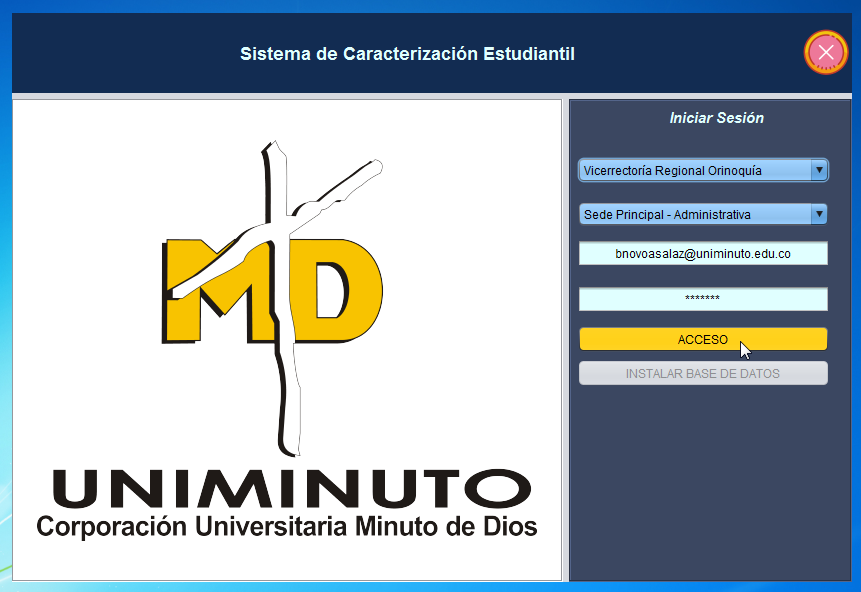 Sistema de Caracterización Estudiantil
MD
UNIMINUTO
Corporación Universitaria Minuto de Dios
Iniciar Sesión
Vicerrectoría Regional Orinoquía
Sede Principal - Administrativa
bnovoasalaz@uniminuto.edu.co
*******
ACCESO
INSTALAR BASE DE DATOS